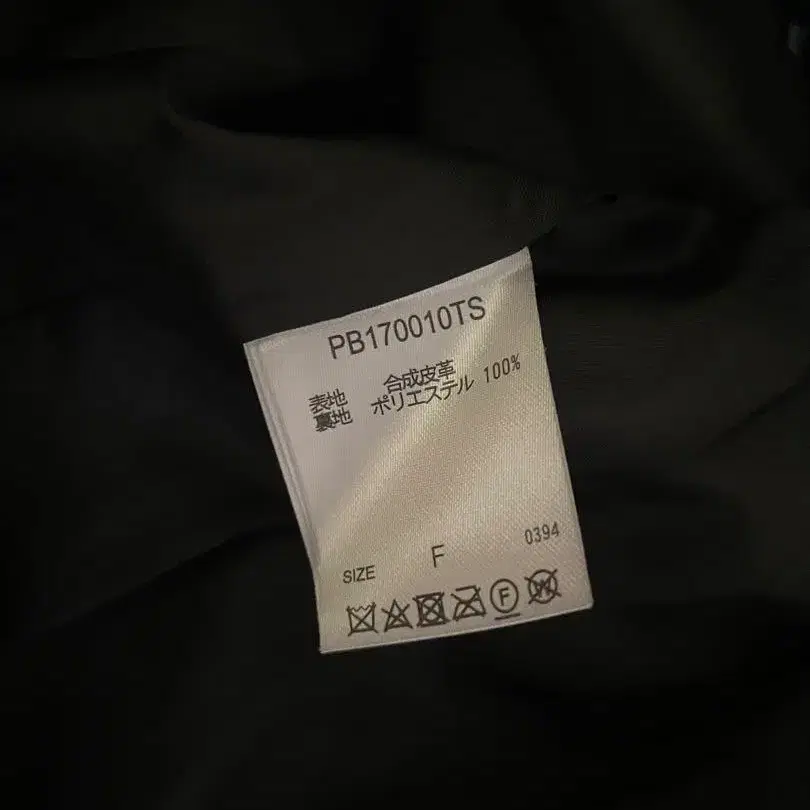 PB170010TS
表地 合成皮革
裏地 ポリエステル 100%
0394
SIZE F
F W